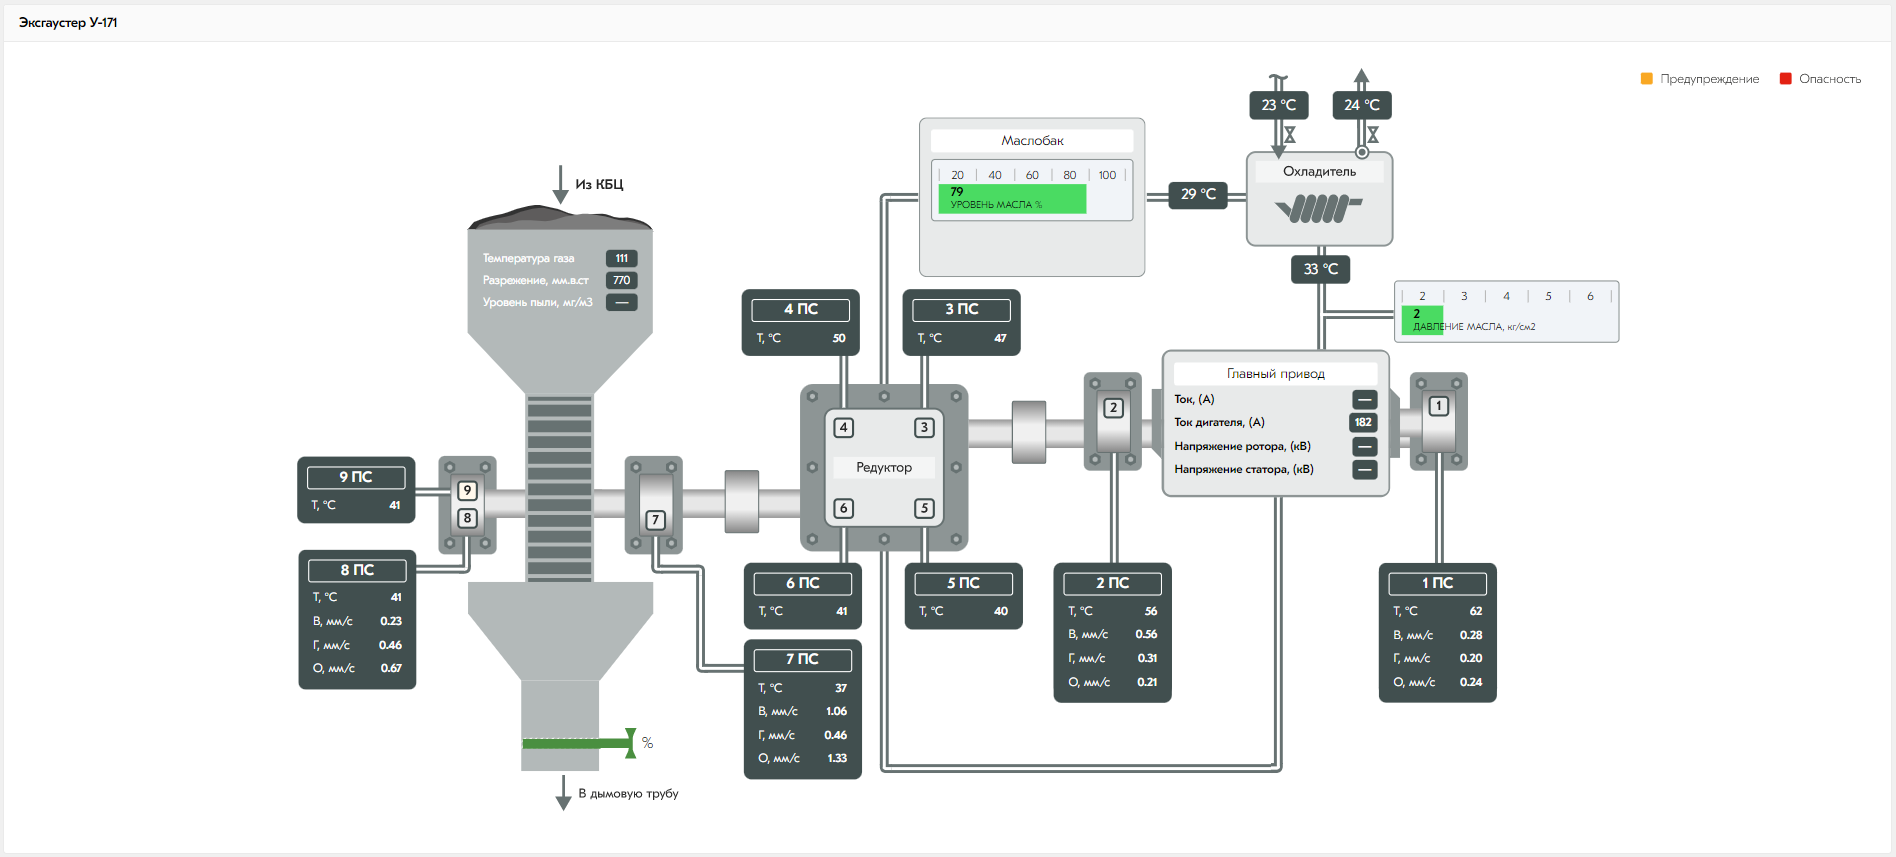 Эксгаустер У-171
Предупреждение
Опасность
23 °C
24 °C
Маслобак
20 40 60 80 100
79
УРОВЕНЬ МАСЛА %
29 °C
Охладитель
33 °C
2 3 4 5 6
2
ДАВЛЕНИЕ МАСЛА, кг/см2
Из КБЦ
Температура газа 111
Разрежение, мм.в.ст 770
Уровень пыли, мг/м3 —
4 ПС
T, °C 50
3 ПС
T, °C 47
Главный привод
Ток, (А) —
Ток дигателя, (А) 182
Напряжение ротора, (кВ) —
Напряжение статора, (кВ) —
2
1
4
3
Редуктор
6
5
9
8
7
9 ПС
T, °C 41
8 ПС
T, °C 41
В, мм/с 0.23
Г, мм/с 0.46
О, мм/с 0.67
6 ПС
T, °C 41
5 ПС
T, °C 40
7 ПС
T, °C 37
В, мм/с 1.06
Г, мм/с 0.46
О, мм/с 1.33
2 ПС
T, °C 56
В, мм/с 0.56
Г, мм/с 0.31
О, мм/с 0.21
1 ПС
T, °C 62
В, мм/с 0.28
Г, мм/с 0.20
О, мм/с 0.24
%
В дымовую трубу